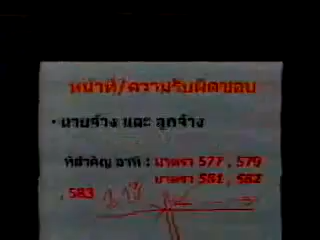 หน้าที่/ความรับผิดชอบ
• นายจ้าง และ ลูกจ้าง
ที่สำคัญ อาทิ : มาตรา 577 , 579
มาตรา 581 , 582
, 583